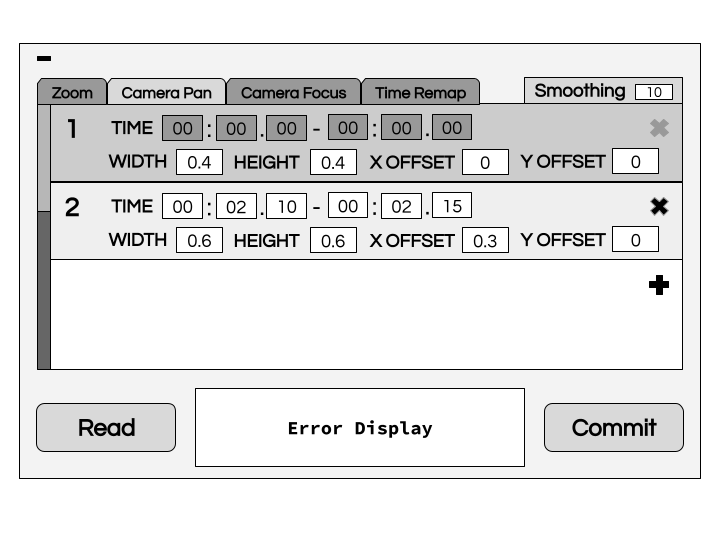 Zoom Camera Pan Camera Focus Time Remap Smoothing 10
1 TIME 00 : 00 . 00 - 00 : 00 . 00
WIDTH 0.4 HEIGHT 0.4 X OFFSET 0 Y OFFSET 0
2 TIME 00 : 02 . 10 - 00 : 02 . 15
WIDTH 0.6 HEIGHT 0.6 X OFFSET 0.3 Y OFFSET 0
Read Error Display Commit